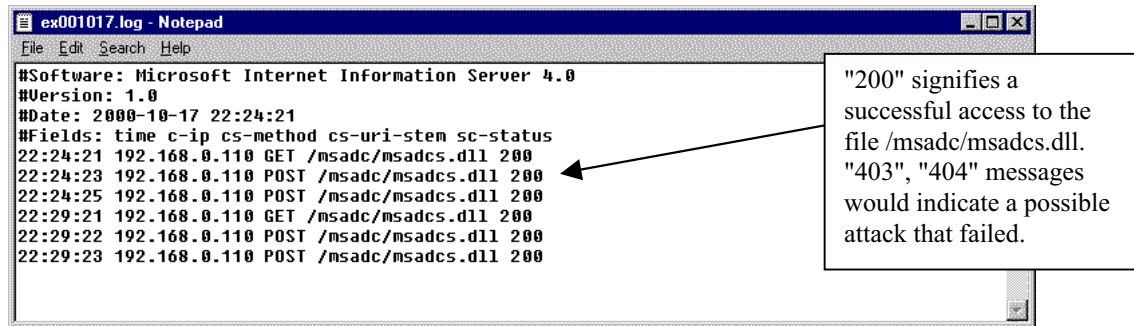 ex001017.log - Notepad
File Edit Search Help
#Software: Microsoft Internet Information Server 4.0
#Version: 1.0
#Date: 2000-10-17 22:24:21
#Fields: time c-ip cs-method cs-uri-stem sc-status
22:24:21 192.168.0.110 GET /msadc/msadcs.dll 200
22:24:23 192.168.0.110 POST /msadc/msadcs.dll 200
22:24:25 192.168.0.110 POST /msadc/msadcs.dll 200
22:29:21 192.168.0.110 GET /msadc/msadcs.dll 200
22:29:22 192.168.0.110 POST /msadc/msadcs.dll 200
22:29:23 192.168.0.110 POST /msadc/msadcs.dll 200
"200" signifies a
successful access to the
file /msadc/msadcs.dll.
"403", "404" messages
would indicate a possible
attack that failed.